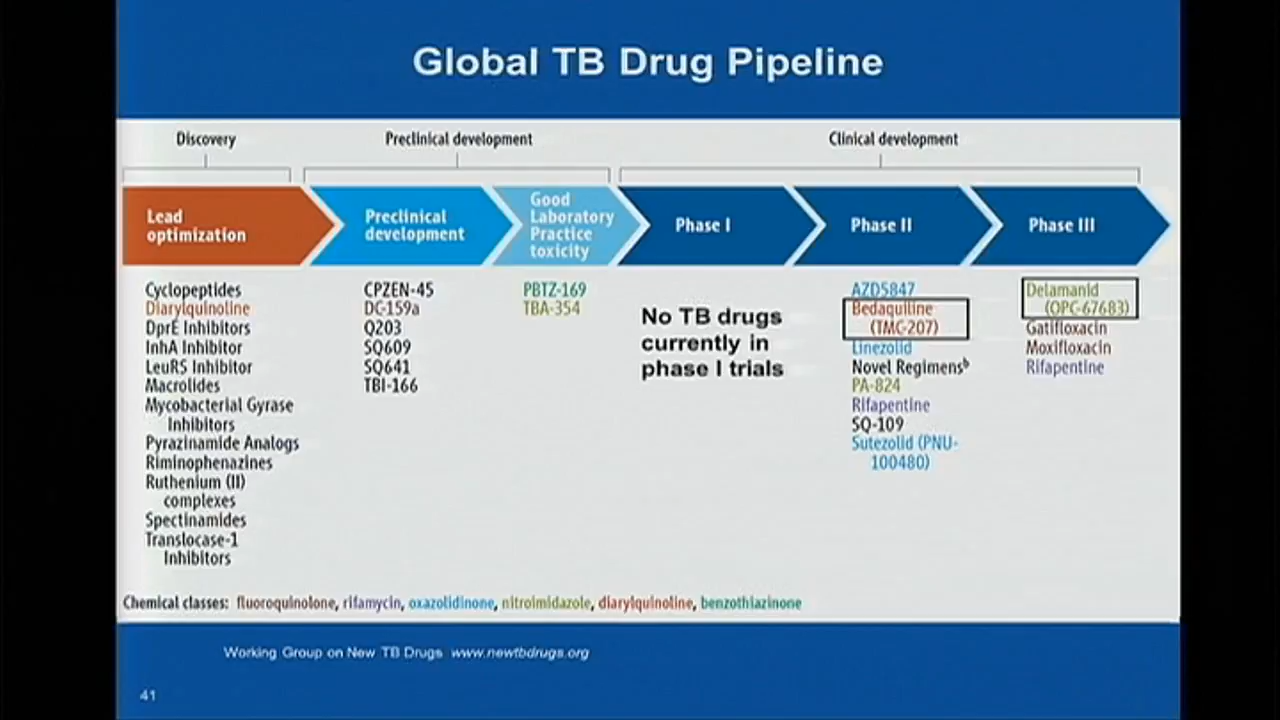 Global TB Drug Pipeline
Discovery
Preclinical development
Clinical development
Lead
optimization
Preclinical
development
Good
Laboratory
Practice
toxicity
Phase I
Phase II
Phase III
Cyclopeptides
Diarylquinoline
DprE Inhibitors
InhA Inhibitor
LeuRS Inhibitor
Macrolides
Mycobacterial Gyrase
Inhibitors
Pyrazinamide Analogs
Riminophenazines
Ruthenium (II)
complexes
Spectinamides
Translocase-1
Inhibitors
CPZEN-45
DC-159a
Q203
SQ609
SQ641
TBI-166
PBTZ-169
TBA-354
No TB drugs
currently in
phase I trials
AZD5847
Bedaquiline
(TMC-207)
Linezolid
Novel Regimensᵇ
PA-824
Rifapentine
SQ-109
Sutezolid (PNU-
100480)
Delamanid
(OPC-67683)
Gatifloxacin
Moxifloxacin
Rifapentine
Chemical classes: fluoroquinolone, rifamycin, oxazolidinone, nitroimidazole, diarylquinoline, benzothiazinone
Working Group on New TB Drugs www.newtbdrugs.org
41